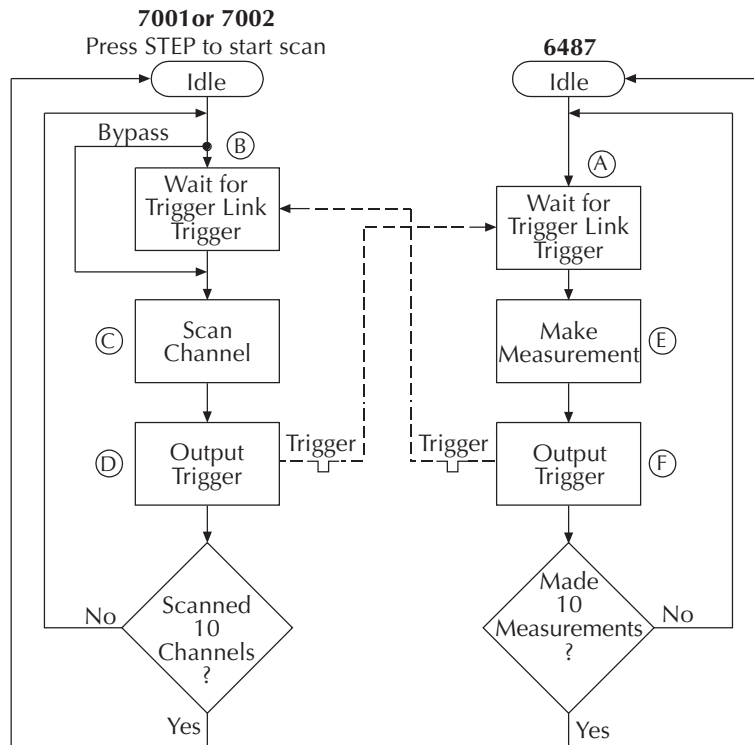 7001or 7002
Press STEP to start scan
Idle
Bypass
B
Wait for
Trigger Link
Trigger
C
Scan
Channel
D
Output
Trigger
Trigger
No
Scanned
10
Channels
?
Yes
6487
Idle
A
Wait for
Trigger Link
Trigger
Make
Measurement
E
Trigger
Output
Trigger
F
Made
10
Measurements
?
No
Yes